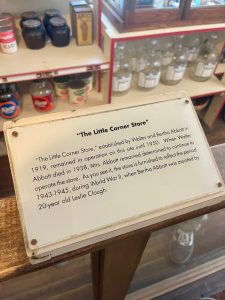 "The Little Corner Store"
"The Little Corner Store," established by Walter and Bertha Abbott in
1919, remained in operation on this site until 1950. When Walter
Abbott died in 1938, Mrs. Abbott remained determined to continue to
operate the store. As you see it, the store is furnished to reflect the period
1943-1945, during World War II, when Bertha Abbott was assisted by
20-year old Leslie Clough.